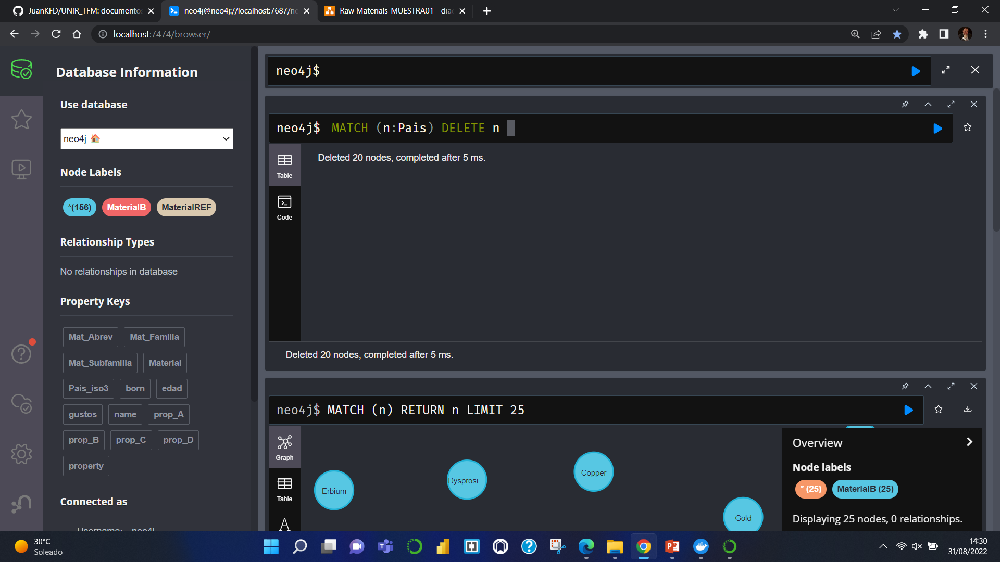 JuanKFD/UNIR_TFM: documento
neo4j@neo4j://localhost:7687/ne
Raw Materials-MUESTRA01 - dia
localhost:7474/browser/
Database Information
Use database
neo4j
Node Labels
*(156) MaterialB MaterialREF
Relationship Types
No relationships in database
Property Keys
Mat_Abrev Mat_Familia
Mat_Subfamilia Material
Pais_iso3 born edad
gustos name prop_A
prop_B prop_C prop_D
property
Connected as
Username: neo4j
neo4j$
neo4j$ MATCH (n:Pais) DELETE n
Table
Code
Deleted 20 nodes, completed after 5 ms.
Deleted 20 nodes, completed after 5 ms.
neo4j$ MATCH (n) RETURN n LIMIT 25
Graph
Table
A
Erbium
Dysprosi...
Copper
Gold
Overview
Node labels
* (25) MaterialB (25)
Displaying 25 nodes, 0 relationships.
30°C
Soleado
14:30
31/08/2022